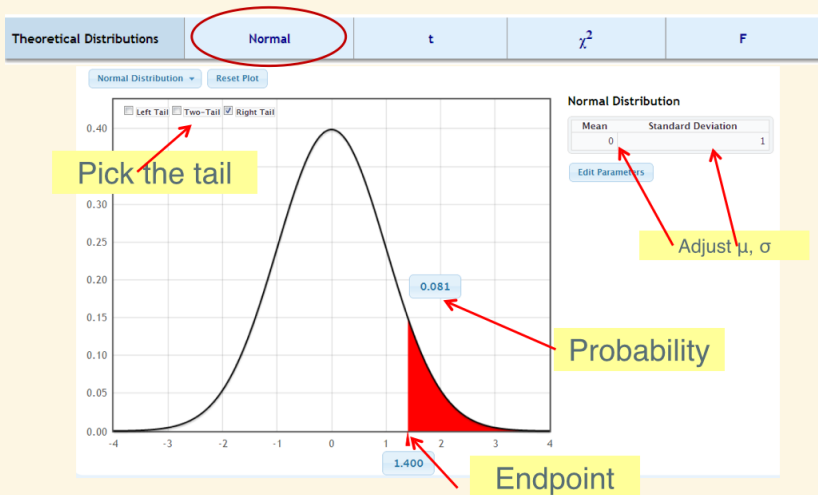 Theoretical Distributions Normal t χ² F
Normal Distribution Reset Plot
Left Tail Two-Tail Right Tail
Normal Distribution
Mean Standard Deviation
0 1
Edit Parameters
Pick the tail
Adjust μ, σ
0.081
Probability
0.40
0.30
0.25
0.20
0.15
0.10
0.05
0.00
-4 -3 -2 -1 0 1 2 3 4
1.400
Endpoint